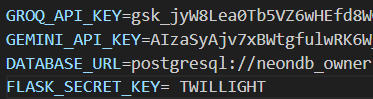 GROQ_API_KEY=gsk_jyW8Lea0Tb5VZ6wHEfd8W
GEMINI_API_KEY=AIzaSyAjv7xBWtgfulwRK6W
DATABASE_URL=postgresql://neondb_owner
FLASK_SECRET_KEY= TWILLIGHT